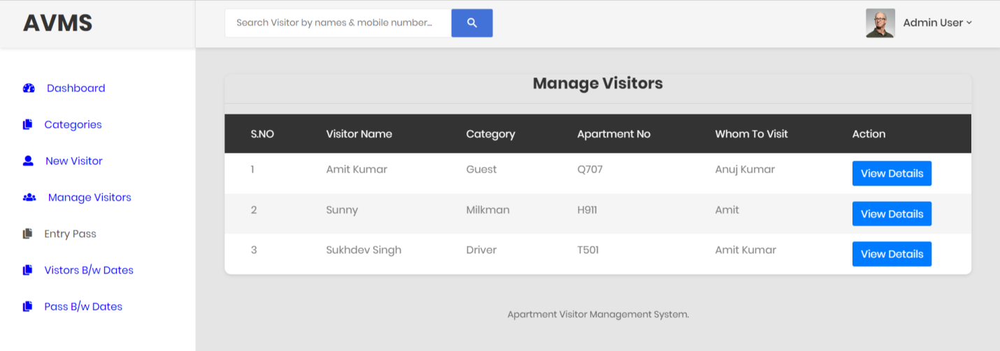 AVMS
Search Visitor by names & mobile number...
Admin User
Dashboard
Categories
New Visitor
Manage Visitors
Entry Pass
Vistors B/w Dates
Pass B/w Dates
Manage Visitors
S.NO Visitor Name Category Apartment No Whom To Visit Action
1 Amit Kumar Guest Q707 Anuj Kumar View Details
2 Sunny Milkman H911 Amit View Details
3 Sukhdev Singh Driver T501 Amit Kumar View Details
Apartment Visitor Management System.